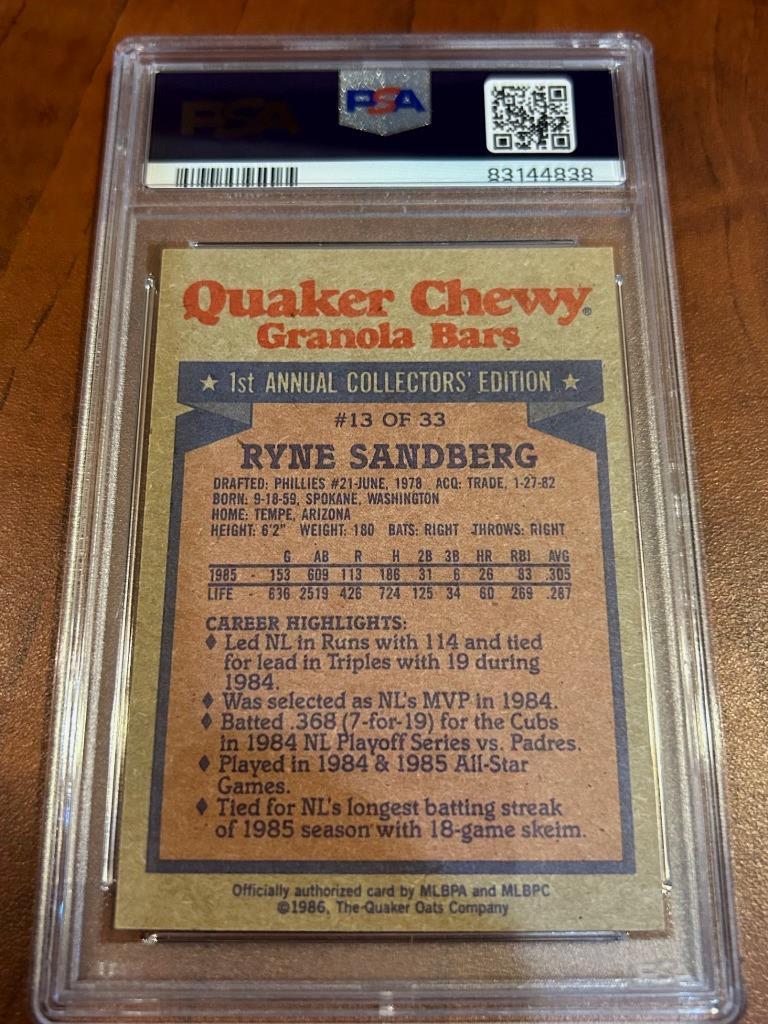 PSA PSA
83144838
Quaker Chewy®
Granola Bars
★ 1st ANNUAL COLLECTORS' EDITION ★
#13 OF 33
RYNE SANDBERG
DRAFTED: PHILLIES #21-JUNE, 1978 ACQ: TRADE, 1-27-82
BORN: 9-18-59, SPOKANE, WASHINGTON
HOME: TEMPE, ARIZONA
HEIGHT: 6'2" WEIGHT: 180 BATS: RIGHT THROWS: RIGHT
G AB R H 2B 3B HR RBI AVG
1985 - 153 609 113 186 31 6 26 83 .305
LIFE - 636 2519 426 724 125 34 60 269 .287
CAREER HIGHLIGHTS:
♦ Led NL in Runs with 114 and tied
for lead in Triples with 19 during
1984.
♦ Was selected as NL's MVP in 1984.
♦ Batted .368 (7-for-19) for the Cubs
in 1984 NL Playoff Series vs. Padres.
♦ Played in 1984 & 1985 All-Star
Games.
♦ Tied for NL's longest batting streak
of 1985 season with 18-game skeim.
Officially authorized card by MLBPA and MLBPC
©1986, The Quaker Oats Company